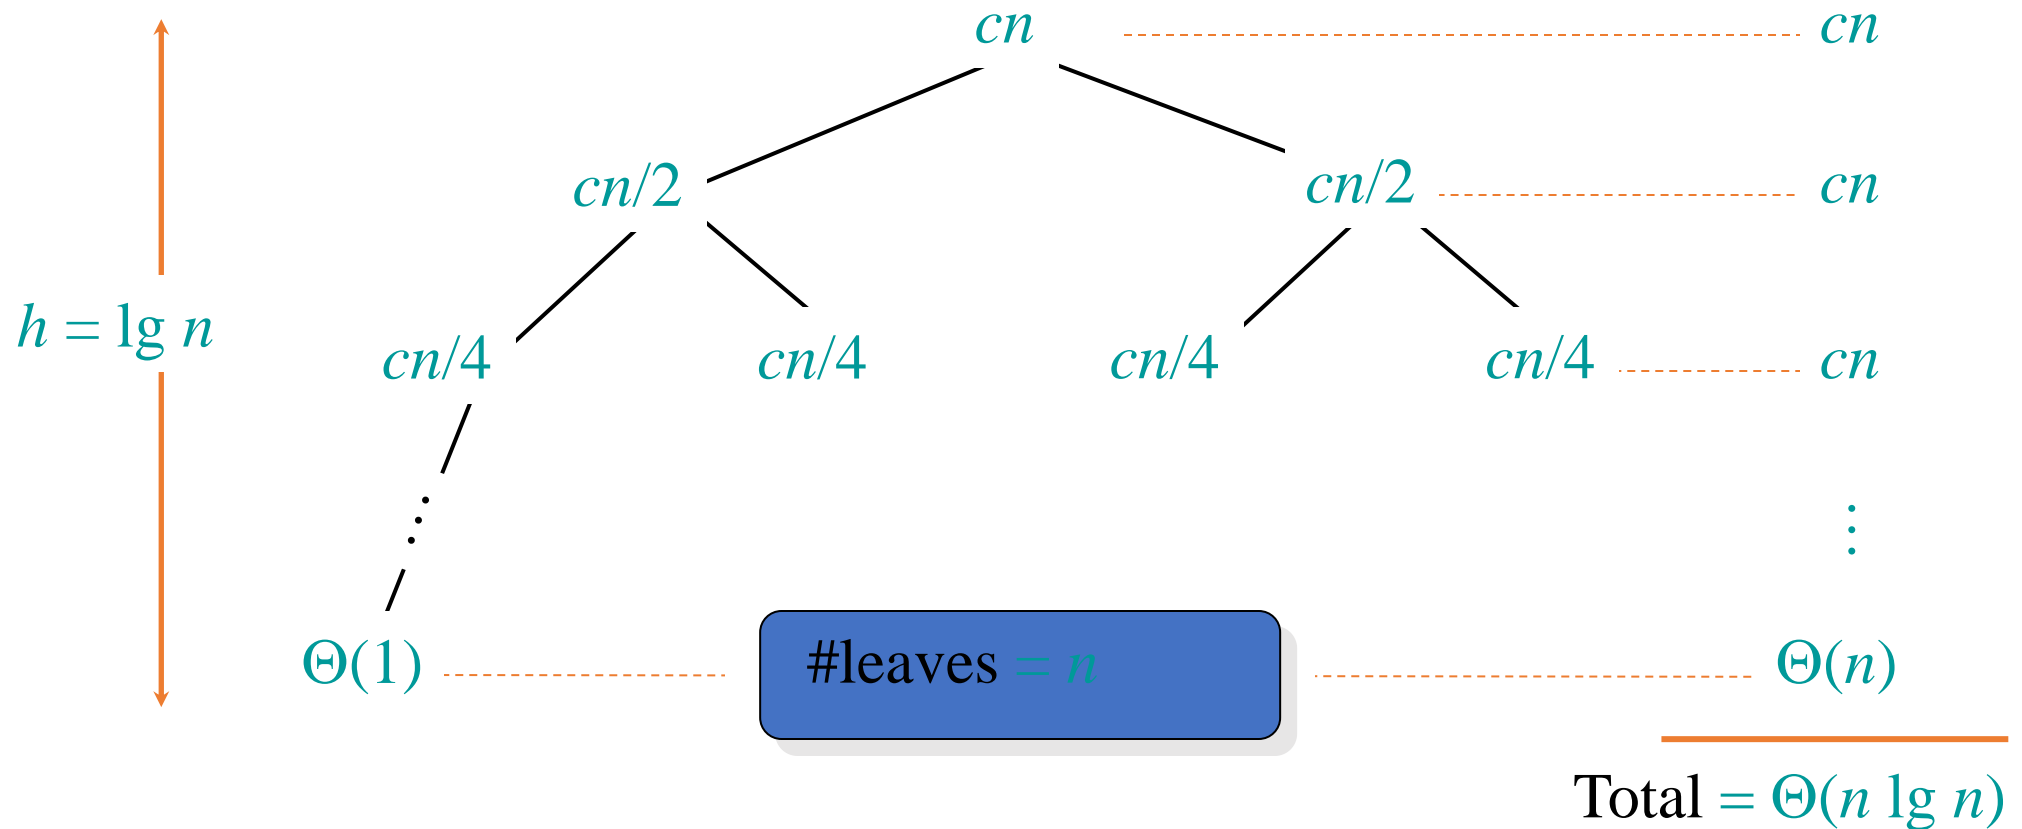 cn cn
cn/2 cn/2 cn
h = lg n
cn/4 cn/4 cn/4 cn/4 cn
⋮
Θ(1) #leaves = n Θ(n)
Total = Θ(n lg n)